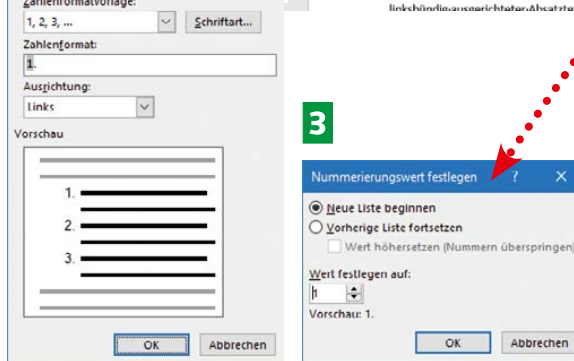 Zahlenformatvorlage:
1, 2, 3, ...
Schriftart...
Zahlenformat:
1.
Ausrichtung:
Links
Vorschau
1.
2.
3.
OK
Abbrechen
linksbündig·ausgerichteter·Absatzte
3
Nummerierungswert festlegen ? X
Neue Liste beginnen
Vorherige Liste fortsetzen
Wert höhersetzen (Nummern überspringen)
Wert festlegen auf:
1
Vorschau: 1.
OK
Abbrechen